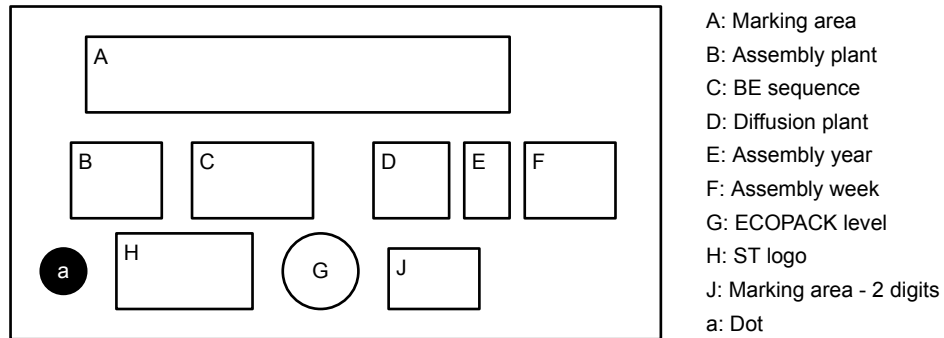 A
B
C
D
E
F
a
H
G
J
A: Marking area
B: Assembly plant
C: BE sequence
D: Diffusion plant
E: Assembly year
F: Assembly week
G: ECOPACK level
H: ST logo
J: Marking area - 2 digits
a: Dot